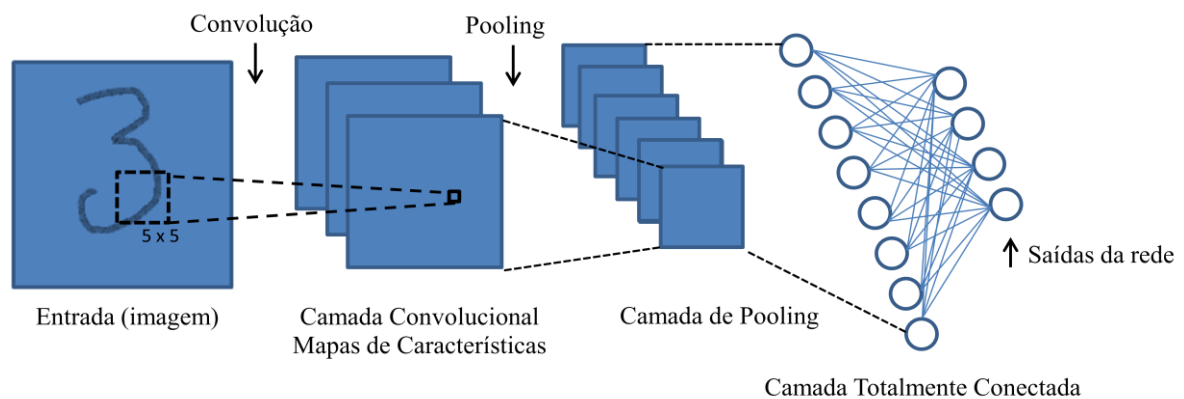 Convolução
Pooling
3
5 x 5
Saídas da rede
Entrada (imagem)
Camada Convolucional
Mapas de Características
Camada de Pooling
Camada Totalmente Conectada